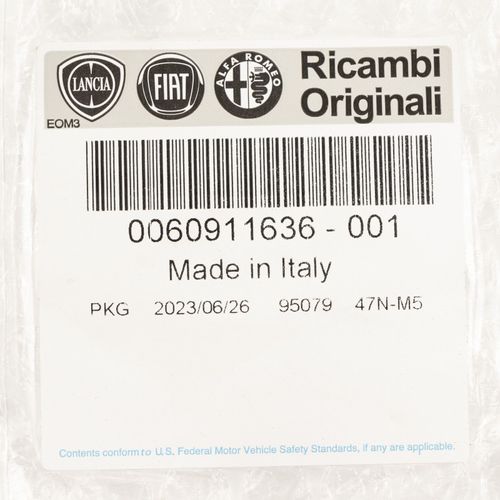 LANCIA FIAT ALFA ROMEO Ricambi
Originali
EOM3
0060911636 - 001
Made in Italy
PKG 2023/06/26 95079 47N-M5
Contents conform to U.S. Federal Motor Vehicle Safety Standards, if any are applicable.